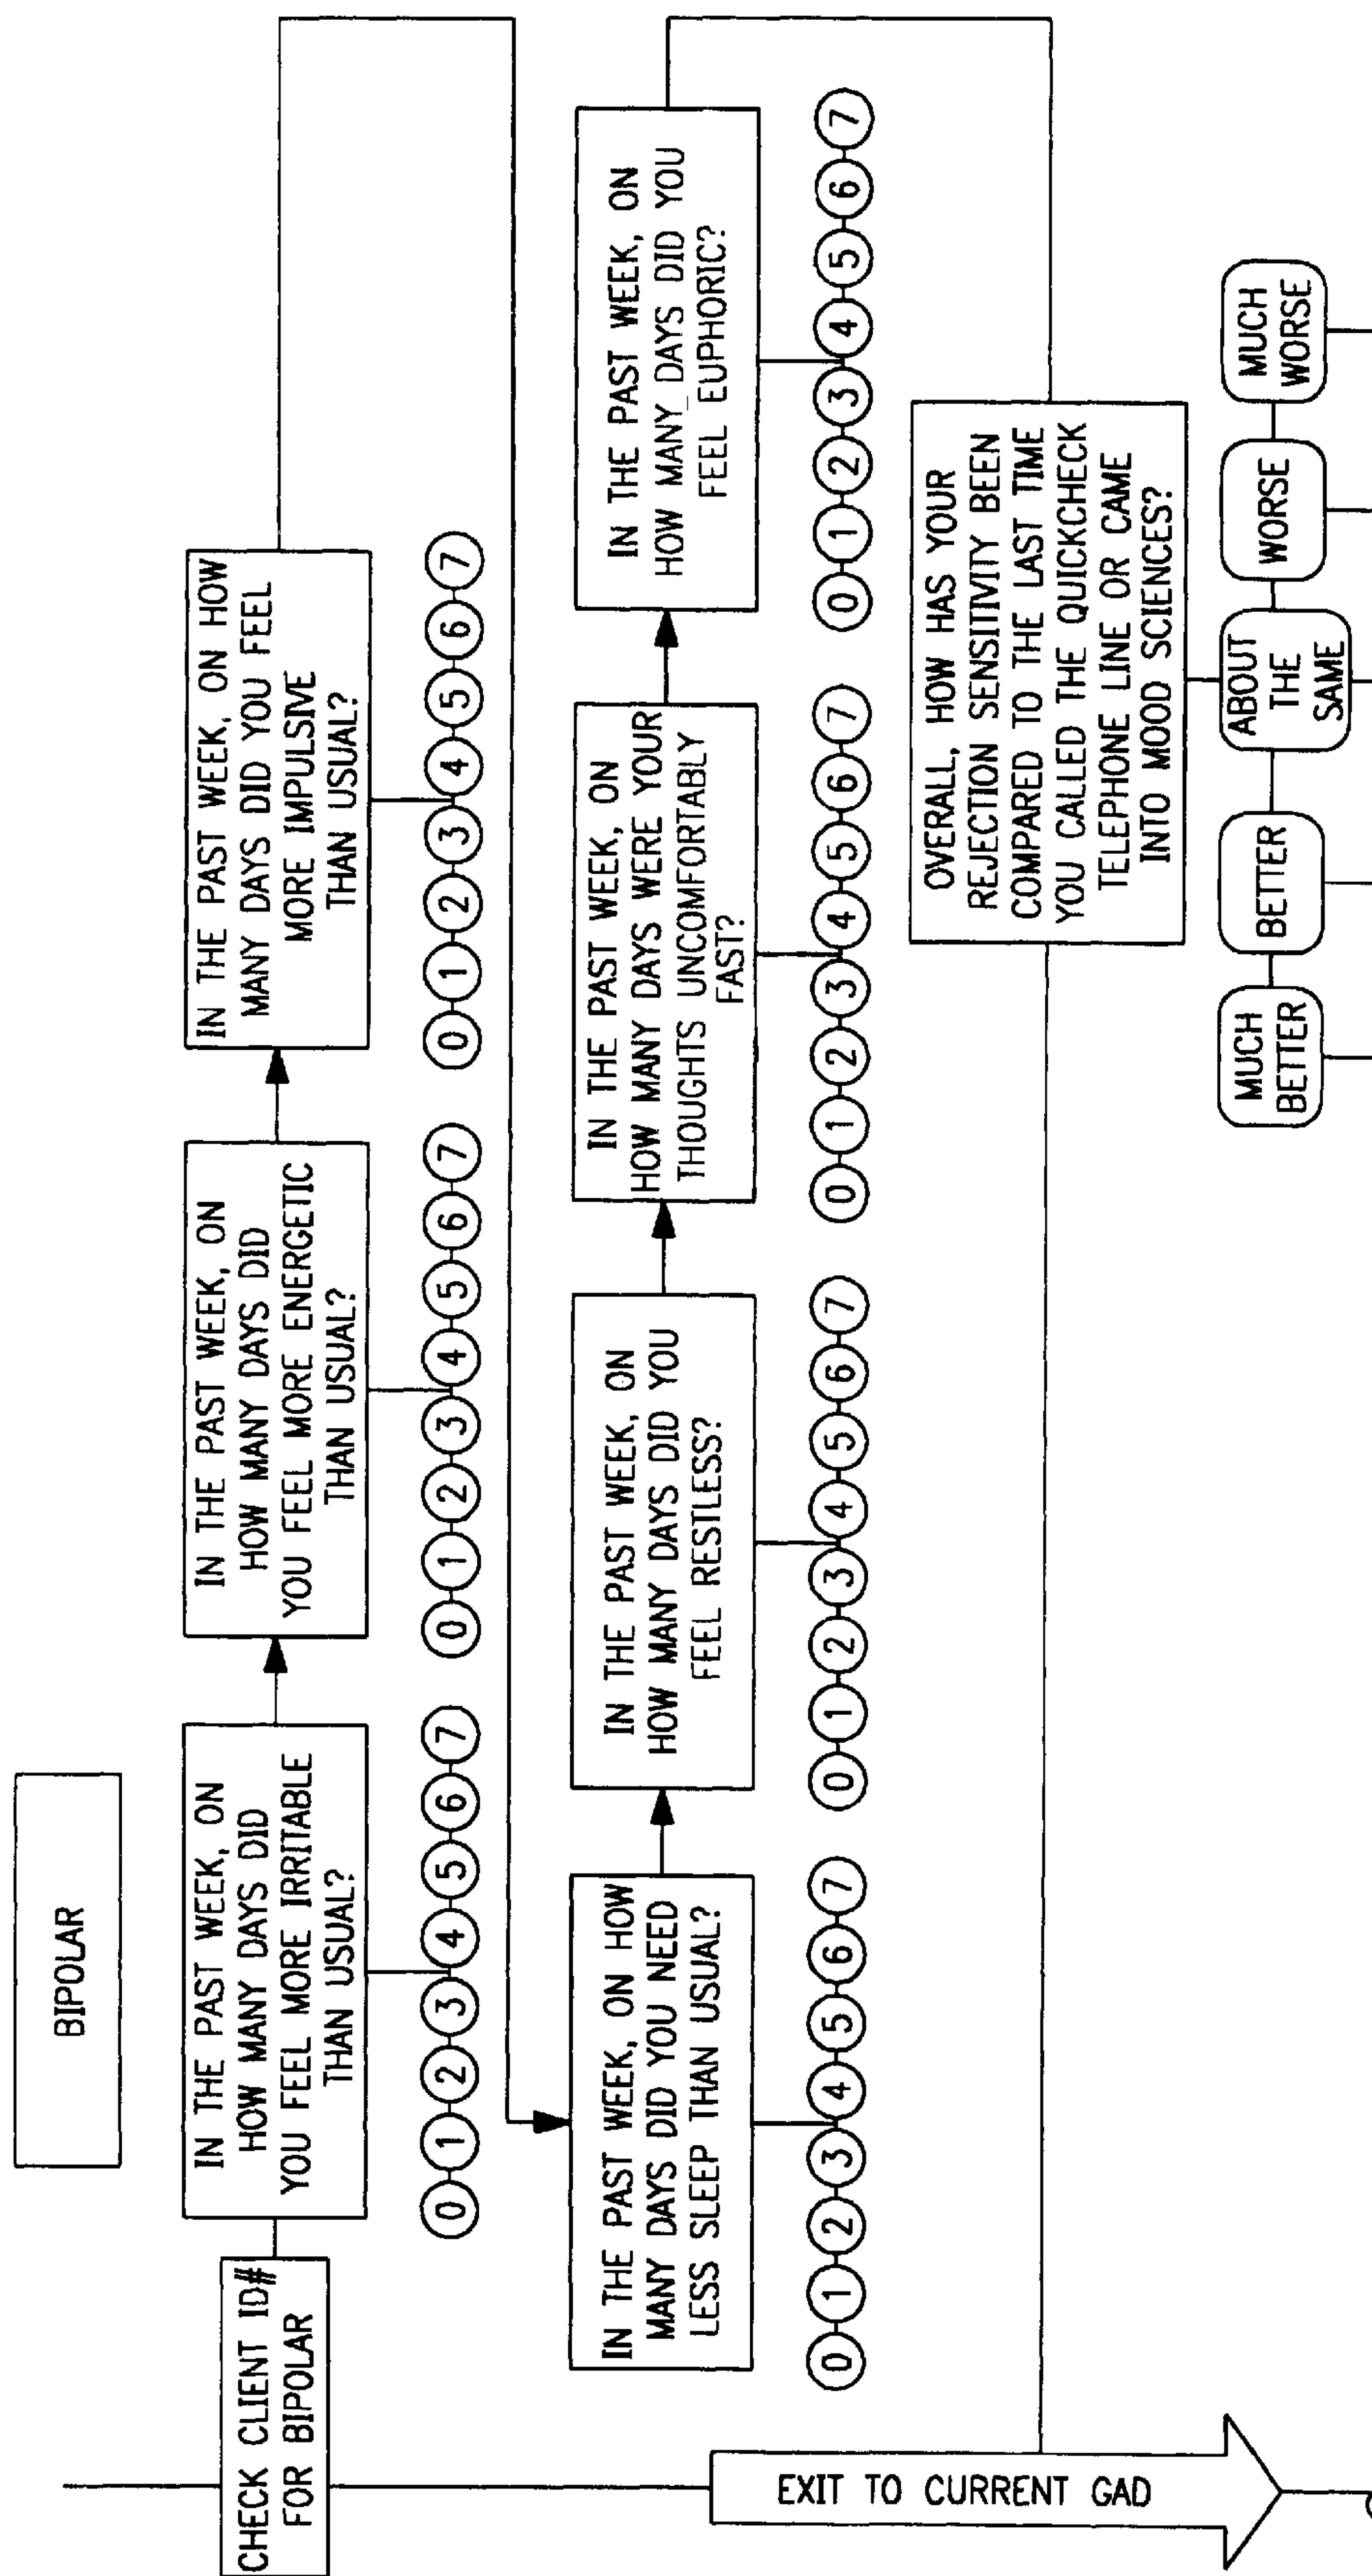 BIPOLAR
CHECK CLIENT ID#
FOR BIPOLAR
IN THE PAST WEEK, ON
HOW MANY DAYS DID
YOU FEEL MORE IRRITABLE
THAN USUAL?
0 1 2 3 4 5 6 7
IN THE PAST WEEK, ON
HOW MANY DAYS DID
YOU FEEL MORE ENERGETIC
THAN USUAL?
0 1 2 3 4 5 6 7
IN THE PAST WEEK, ON HOW
MANY DAYS DID YOU FEEL
MORE IMPULSIVE
THAN USUAL?
0 1 2 3 4 5 6 7
IN THE PAST WEEK, ON HOW
MANY DAYS DID YOU NEED
LESS SLEEP THAN USUAL?
0 1 2 3 4 5 6 7
IN THE PAST WEEK, ON
HOW MANY DAYS DID YOU
FEEL RESTLESS?
0 1 2 3 4 5 6 7
IN THE PAST WEEK, ON
HOW MANY DAYS WERE YOUR
THOUGHTS UNCOMFORTABLY
FAST?
0 1 2 3 4 5 6 7
IN THE PAST WEEK, ON
HOW MANY DAYS DID YOU
FEEL EUPHORIC?
0 1 2 3 4 5 6 7
OVERALL, HOW HAS YOUR
REJECTION SENSITIVITY BEEN
COMPARED TO THE LAST TIME
YOU CALLED THE QUICKCHECK
TELEPHONE LINE OR CAME
INTO MOOD SCIENCES?
MUCH
BETTER
BETTER
ABOUT
THE
SAME
WORSE
MUCH
WORSE
EXIT TO CURRENT GAD